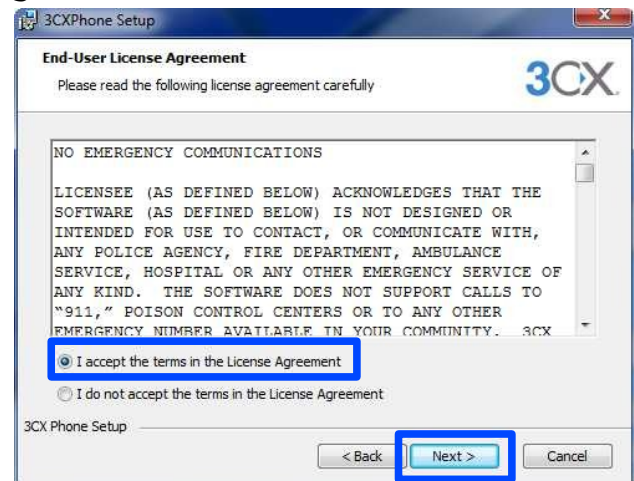 3CXPhone Setup
End-User License Agreement
Please read the following license agreement carefully
3CX.
NO EMERGENCY COMMUNICATIONS
LICENSEE (AS DEFINED BELOW) ACKNOWLEDGES THAT THE
SOFTWARE (AS DEFINED BELOW) IS NOT DESIGNED OR
INTENDED FOR USE TO CONTACT, OR COMMUNICATE WITH,
ANY POLICE AGENCY, FIRE DEPARTMENT, AMBULANCE
SERVICE, HOSPITAL OR ANY OTHER EMERGENCY SERVICE OF
ANY KIND.  THE SOFTWARE DOES NOT SUPPORT CALLS TO
“911,” POISON CONTROL CENTERS OR TO ANY OTHER
EMERGENCY NUMBER AVAILABLE IN YOUR COMMUNITY.  3CX
I accept the terms in the License Agreement
I do not accept the terms in the License Agreement
3CX Phone Setup
< Back Next > Cancel